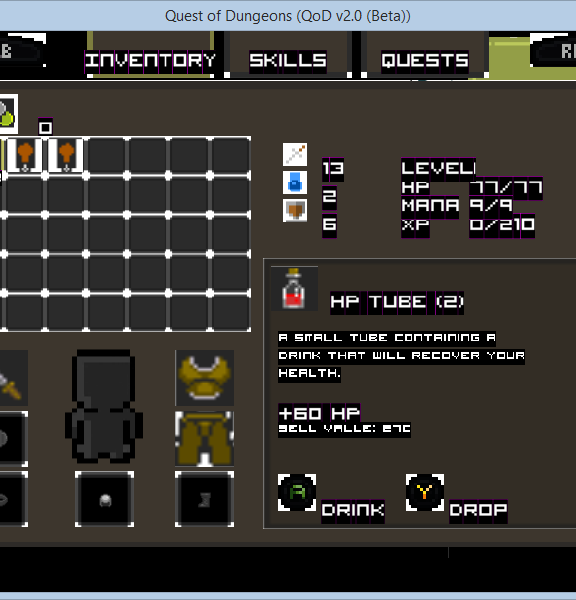 Quest of Dungeons (QoD v2.0 (Beta))
B INVENTORY SKILLS QUESTS R
0
13 LEVEL
2 HP 77/77
MANA 9/9
6 XP 0/210
HP TUBE (2)
A SMALL TUBE CONTAINING A
DRINK THAT WILL RECOVER YOUR
HEALTH.
+60 HP
SELL VALUE: 27C
A DRINK Y DROP